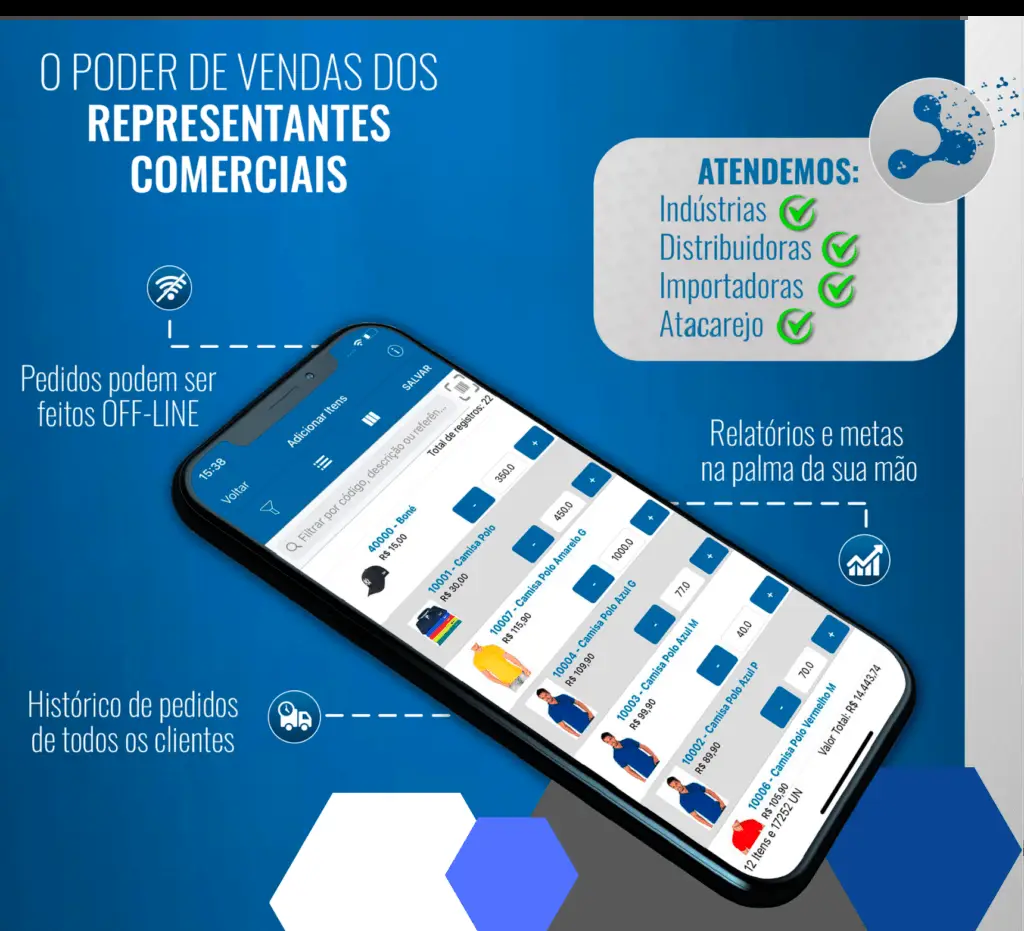 O PODER DE VENDAS DOS
REPRESENTANTES
COMERCIAIS
ATENDEMOS:
Indústrias
Distribuidoras
Importadoras
Atacarejo
Pedidos podem ser
feitos OFF-LINE
Relatórios e metas
na palma da sua mão
Histórico de pedidos
de todos os clientes
15:38
Voltar
Adicionar Itens
SALVAR
Filtrar por código, descrição ou referên...
Total de registros: 22
40000 - Boné
R$ 15,00
- 350.0 +
10001 - Camisa Polo
R$ 30,00
- 450.0 +
10007 - Camisa Polo Amarelo G
R$ 115,90
- 1000.0 +
10004 - Camisa Polo Azul G
R$ 109,90
- 77.0 +
10003 - Camisa Polo Azul M
R$ 99,90
- 40.0 +
10002 - Camisa Polo Azul P
R$ 89,90
- 70.0 +
10006 - Camisa Polo Vermelho M
R$ 105,90
12 Itens e 17252 UN
Valor Total: R$ 14.443,74